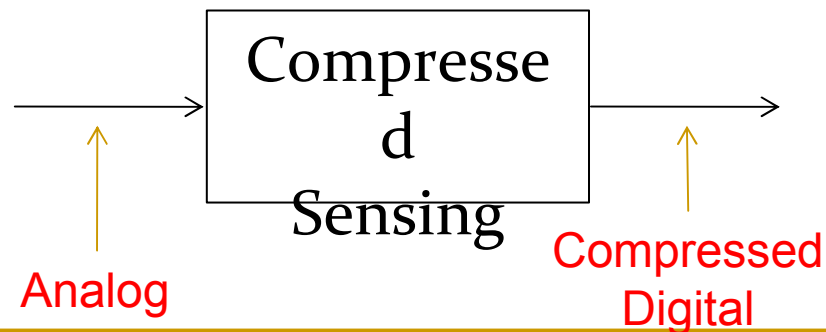 Compresse
d
Sensing
Analog
Compressed
Digital